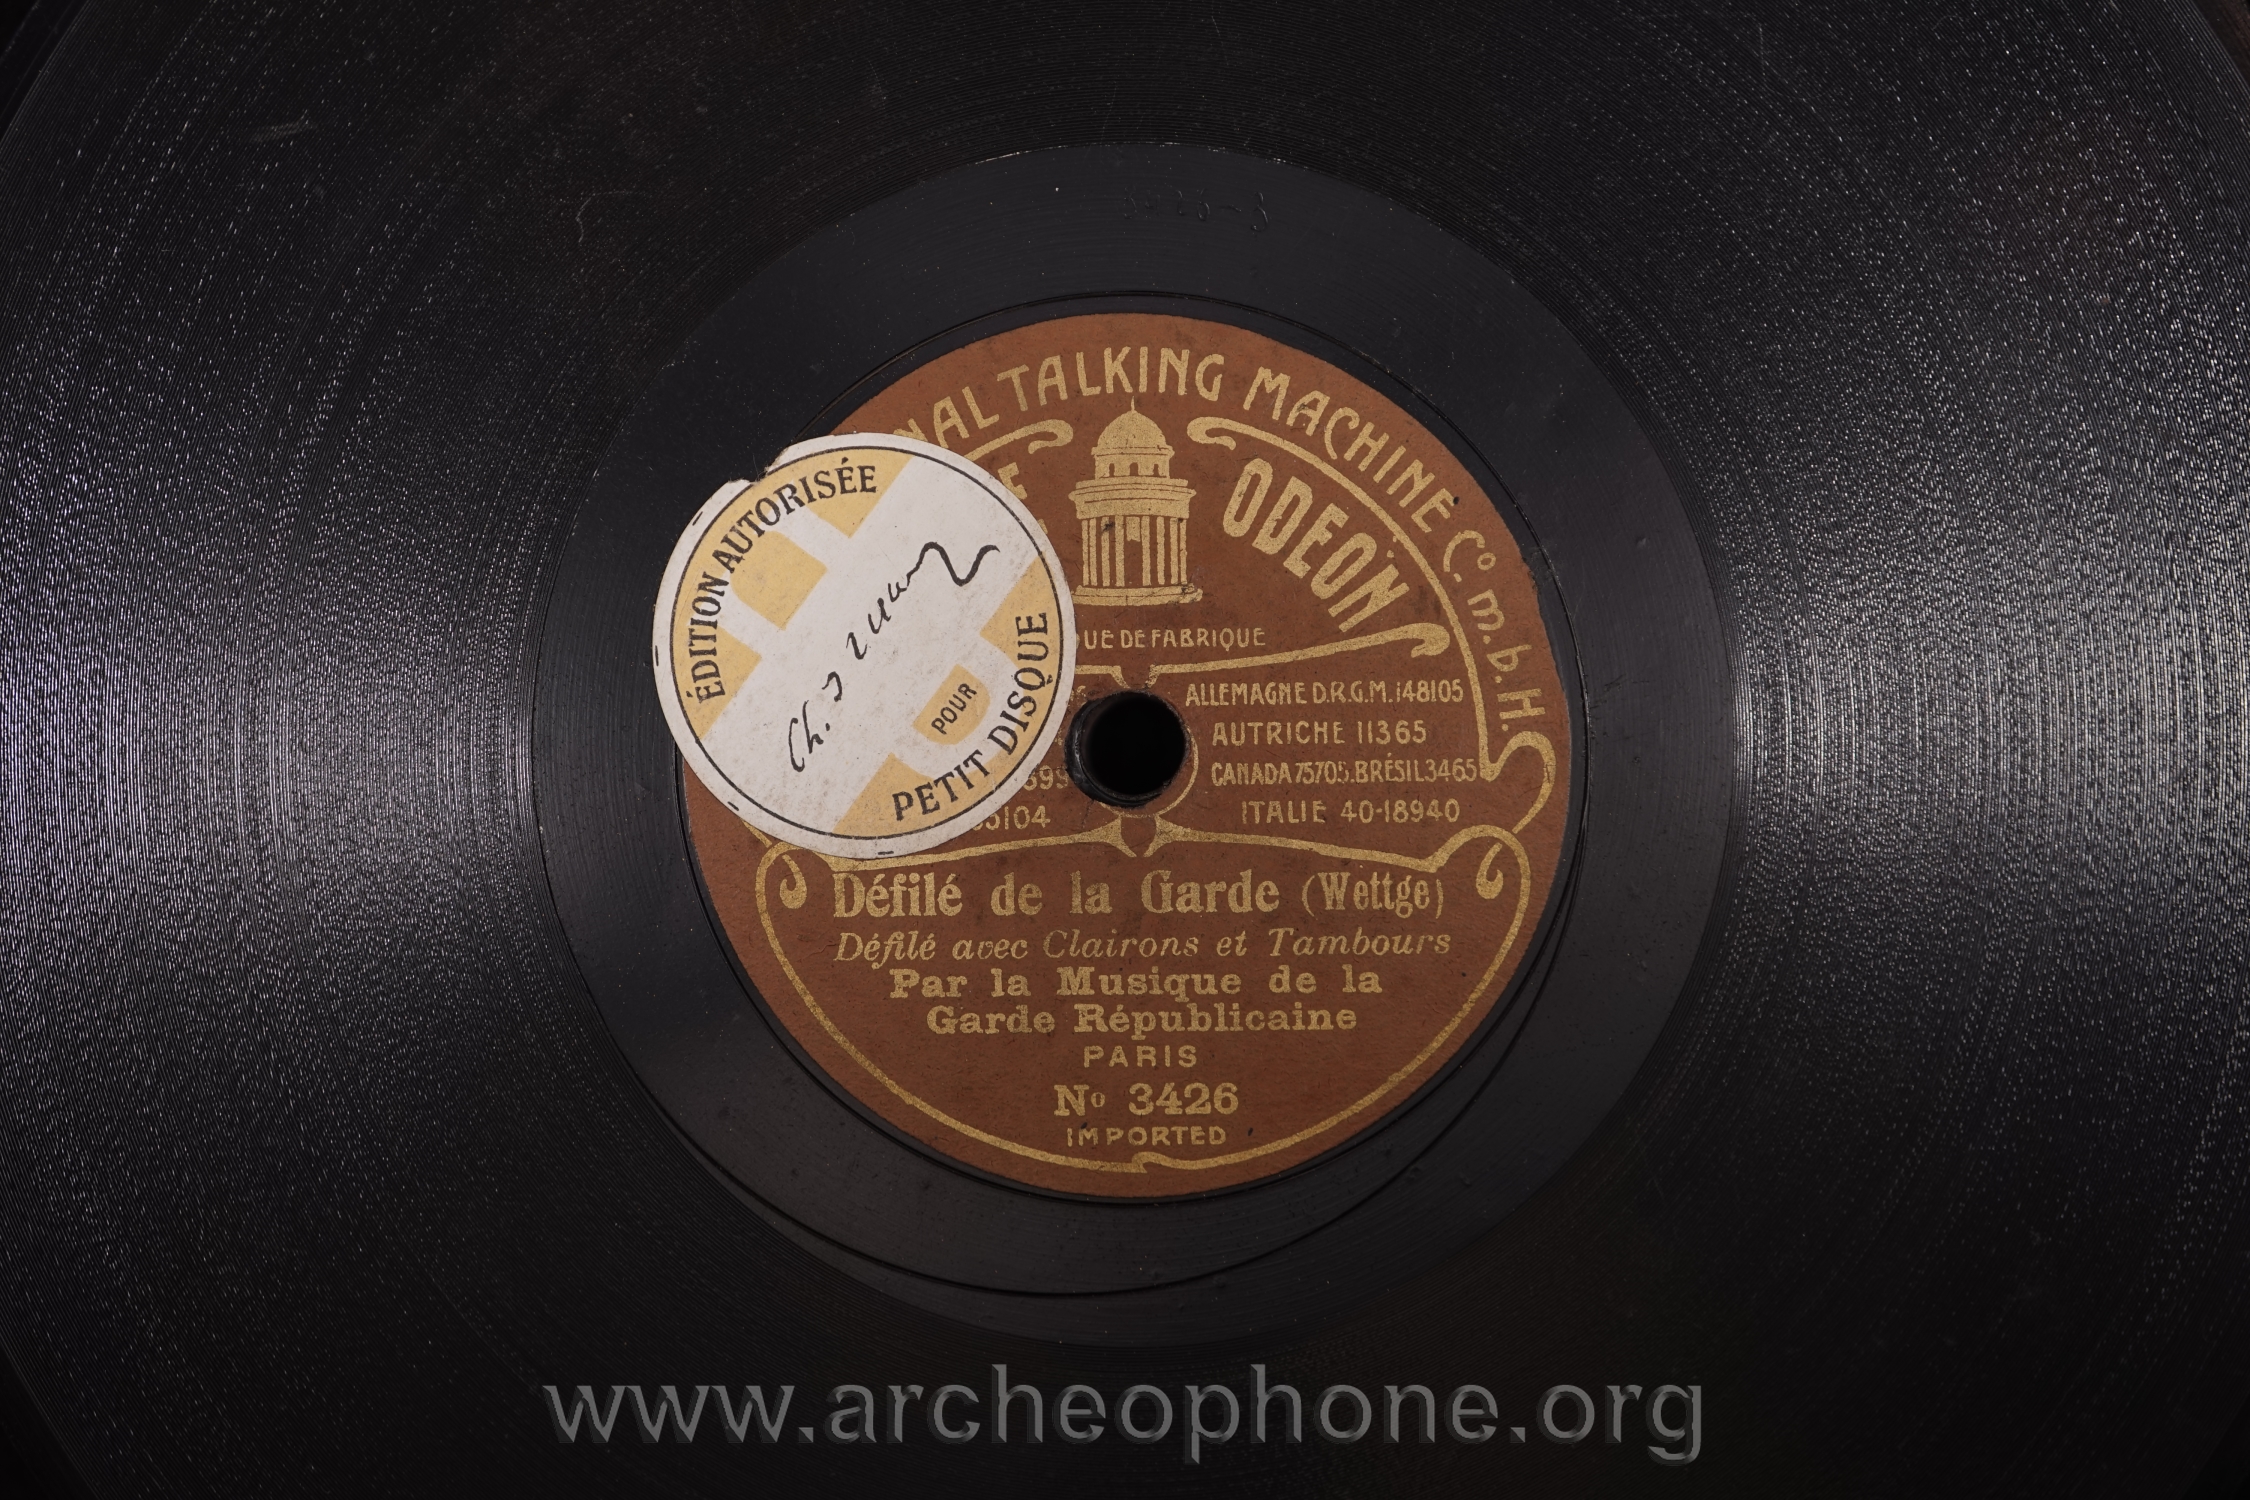 NAL TALKING MACHINE Cº. m.b.H.
ODEON
UE DE FABRIQUE
ALLEMAGNE D.R.G.M. 148105
AUTRICHE 11365
CANADA 75705. BRÉSIL 3465
ITALIE 40-18940
5104
ÉDITION AUTORISÉE
POUR
PETIT DISQUE
Défilé de la Garde (Wettge)
Défilé avec Clairons et Tambours
Par la Musique de la
Garde Républicaine
PARIS
Nº 3426
IMPORTED
www.archeophone.org